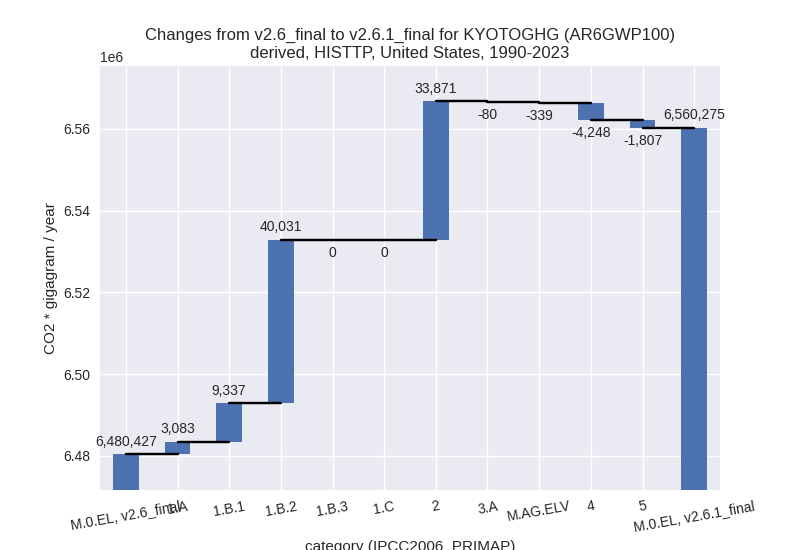 Changes from v2.6_final to v2.6.1_final for KYOTOGHG (AR6GWP100)
derived, HISTTP, United States, 1990-2023
1e6
33,871
6.56
-80
-339
-4,248
-1,807
6,560,275
6.54
40,031
0
0
6.52
6.50
9,337
3,083
6,480,427
6.48
CO2 * gigagram / year
M.0.EL, v2.6_final
1.A
1.B.1
1.B.2
1.B.3
1.C
2
3.A
M.AG.ELV
4
5
M.0.EL, v2.6.1_final
category (IPCC2006_PRIMAP)